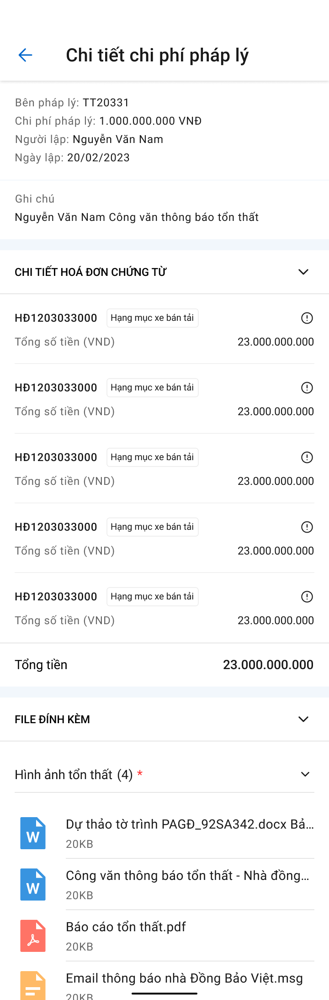 Chi tiết chi phí pháp lý
Bên pháp lý: TT20331
Chi phí pháp lý: 1.000.000.000 VNĐ
Người lập: Nguyễn Văn Nam
Ngày lập: 20/02/2023
Ghi chú
Nguyễn Văn Nam Công văn thông báo tổn thất
CHI TIẾT HOÁ ĐƠN CHỨNG TỪ
HĐ1203033000 Hạng mục xe bán tải
Tổng số tiền (VND) 23.000.000.000
HĐ1203033000 Hạng mục xe bán tải
Tổng số tiền (VND) 23.000.000.000
HĐ1203033000 Hạng mục xe bán tải
Tổng số tiền (VND) 23.000.000.000
HĐ1203033000 Hạng mục xe bán tải
Tổng số tiền (VND) 23.000.000.000
HĐ1203033000 Hạng mục xe bán tải
Tổng số tiền (VND) 23.000.000.000
Tổng tiền 23.000.000.000
FILE ĐÍNH KÈM
Hình ảnh tổn thất (4) *
W Dự thảo tờ trình PAGĐ_92SA342.docx Bả...
20KB
W Công văn thông báo tổn thất - Nhà đồng...
20KB
Báo cáo tổn thất.pdf
20KB
Email thông báo nhà Đồng Bảo Việt.msg
20KB